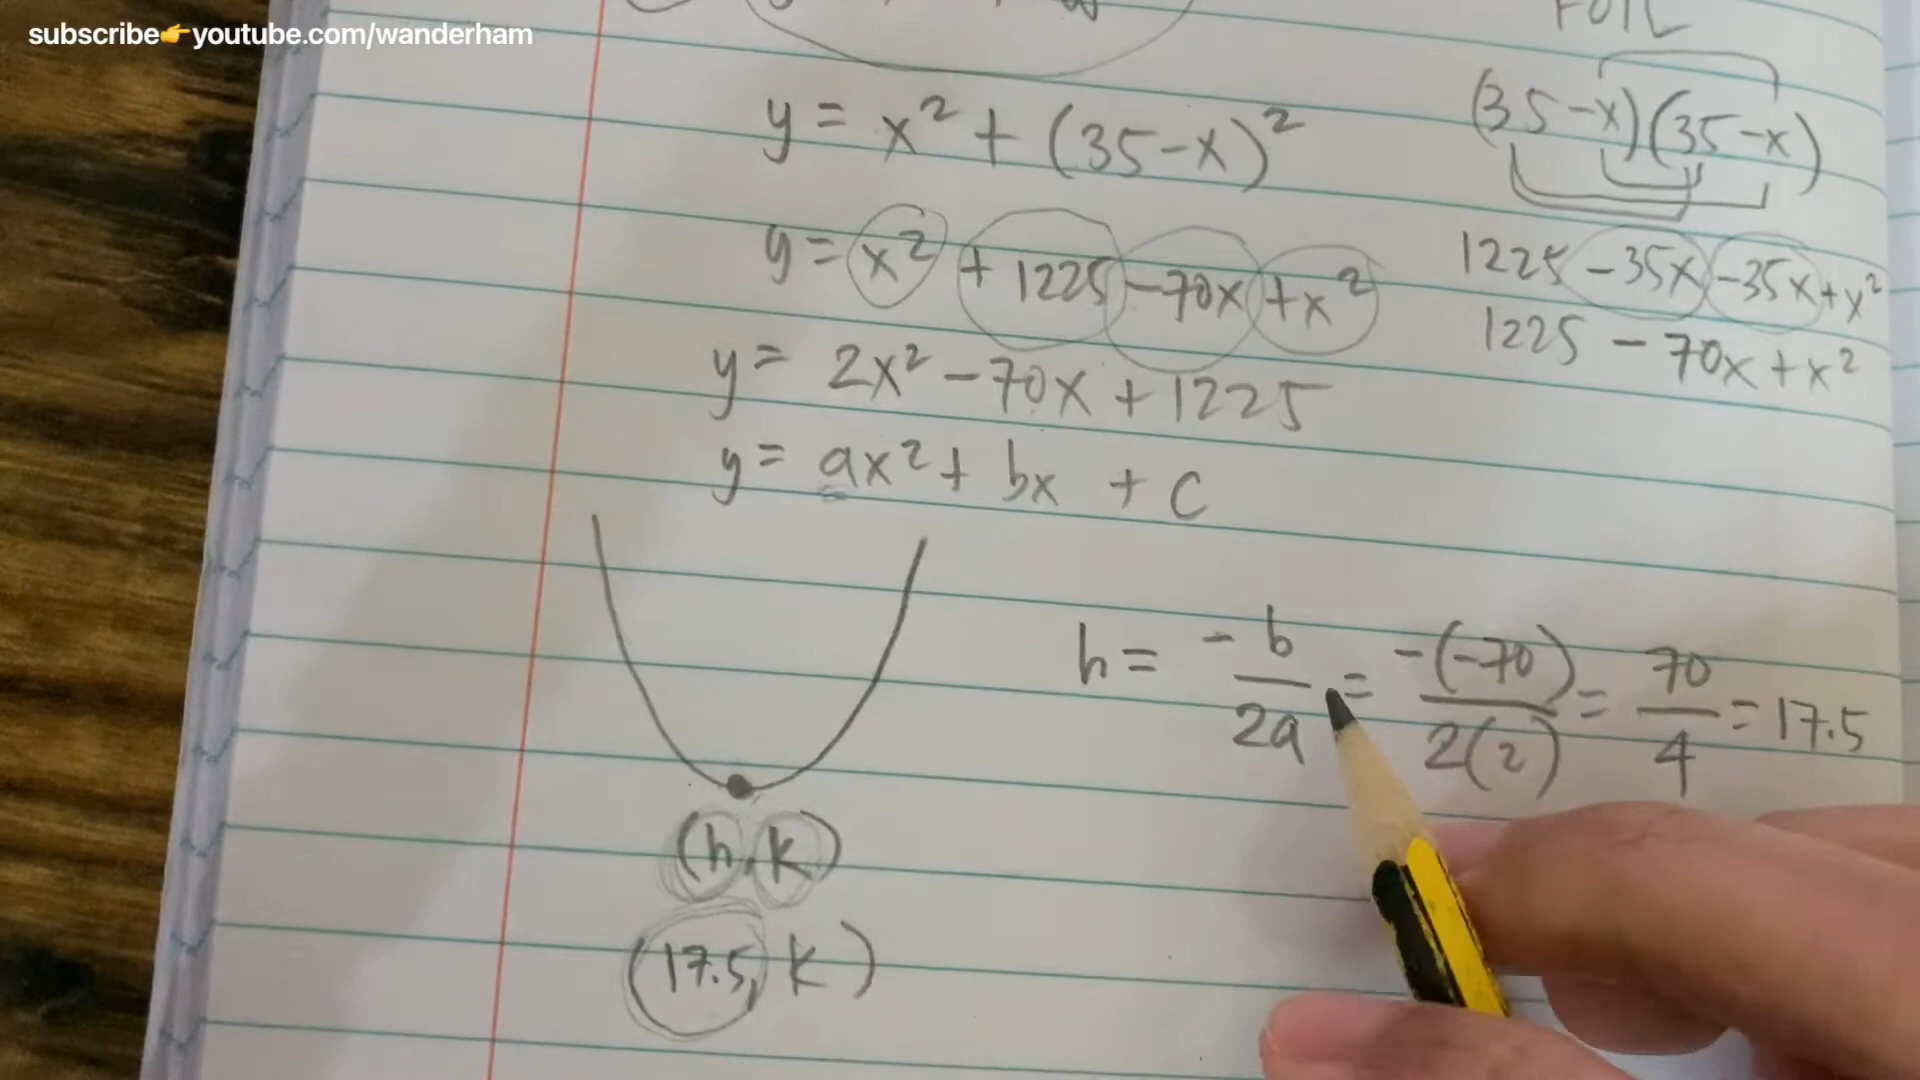 subscribe👉youtube.com/wanderham
FOIL
y = x² + (35-x)²
(35-x)(35-x)
y = x² + 1225 - 70x + x²
1225 - 35x - 35x + x²
1225 - 70x + x²
y = 2x² - 70x + 1225
y = ax² + bx + c
h = -b/2a = -(-70)/2(2) = 70/4 = 17.5
(h, k)
(17.5, k)